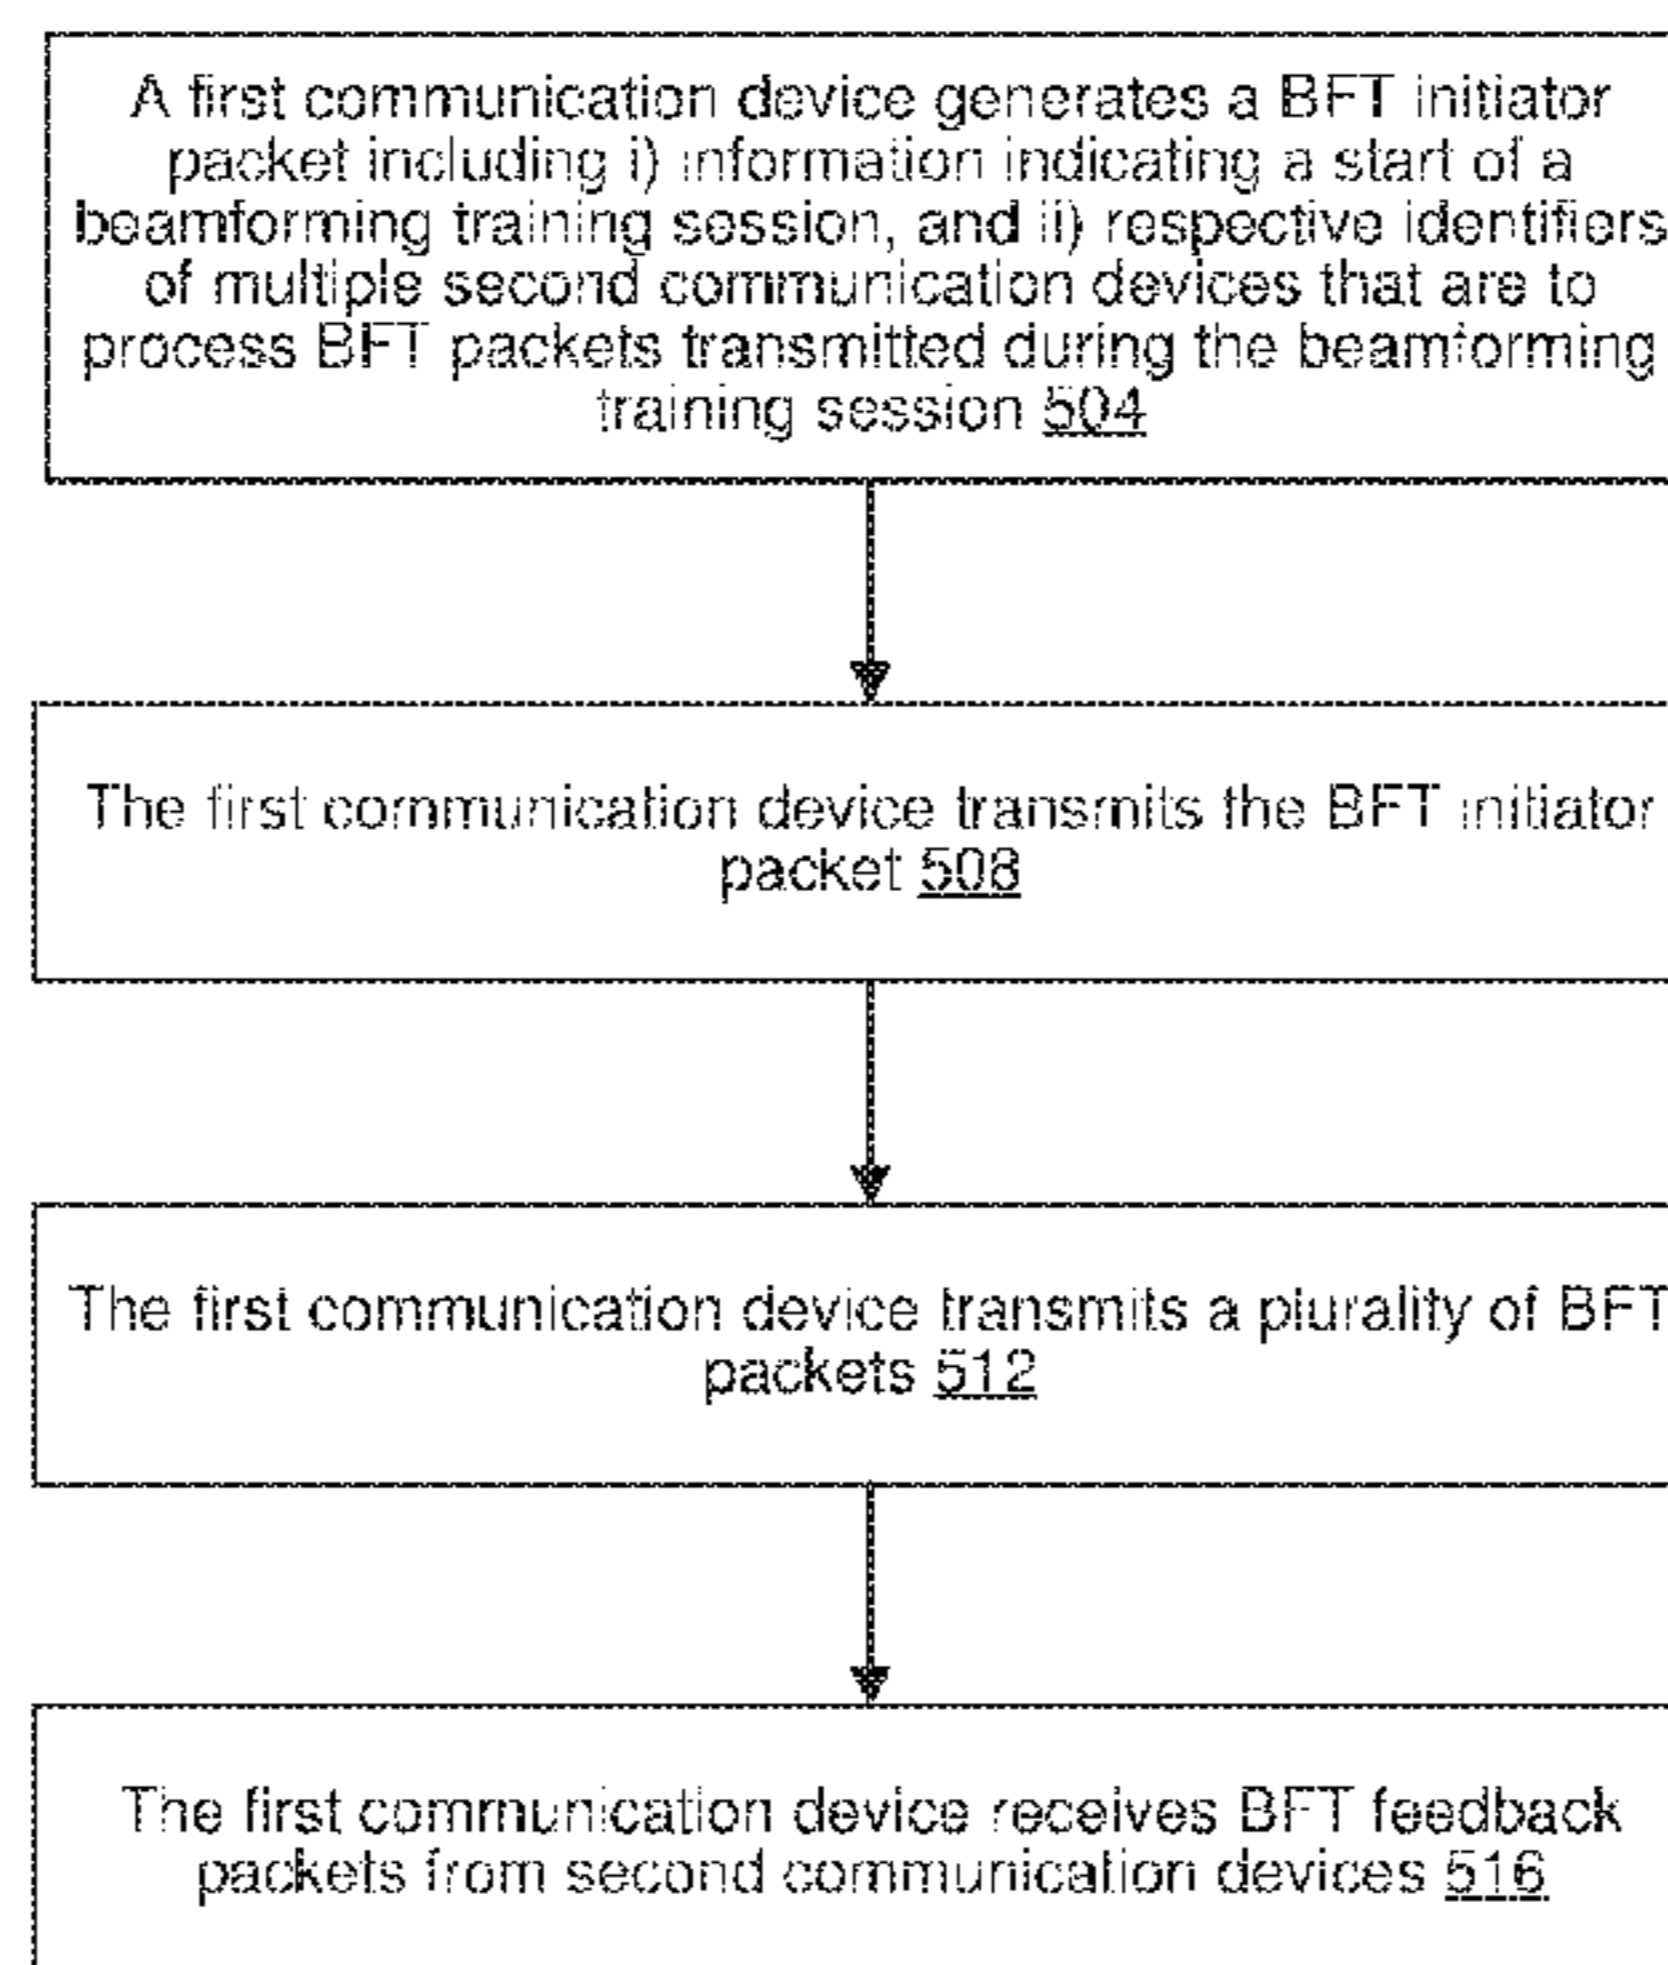 A first communication device generates a BFT initiator
packet including i) information indicating a start of a
beamforming training session, and ii) respective identifiers
of multiple second communication devices that are to
process BFT packets transmitted during the beamforming
training session 504
The first communication device transmits the BFT initiator
packet 508
The first communication device transmits a plurality of BFT
packets 512
The first communication device receives BFT feedback
packets from second communication devices 516